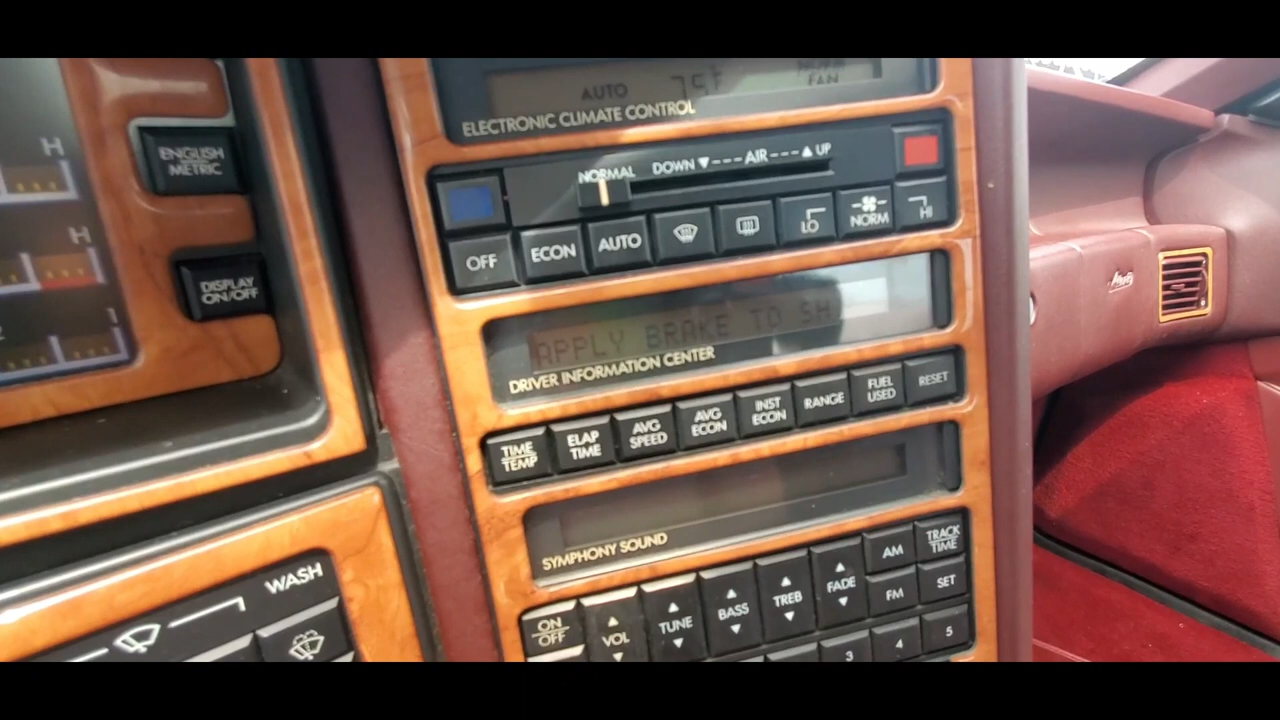 H
ENGLISH
METRIC
H
DISPLAY
ON/OFF
WASH
AUTO 75°F
FAN
ELECTRONIC CLIMATE CONTROL
NORMAL DOWN ▼---AIR---▲ UP
OFF ECON AUTO LO NORM HI
APPLY BRAKE TO SH
DRIVER INFORMATION CENTER
TIME
TEMP
ELAP
TIME
AVG
SPEED
AVG
ECON
INST
ECON
RANGE
FUEL
USED
RESET
SYMPHONY SOUND
ON
OFF
▲
VOL
▼
▲
TUNE
▼
▲
BASS
▼
▲
TREB
▼
▲
FADE
▼
AM
TRACK
TIME
FM
SET
3 4 5